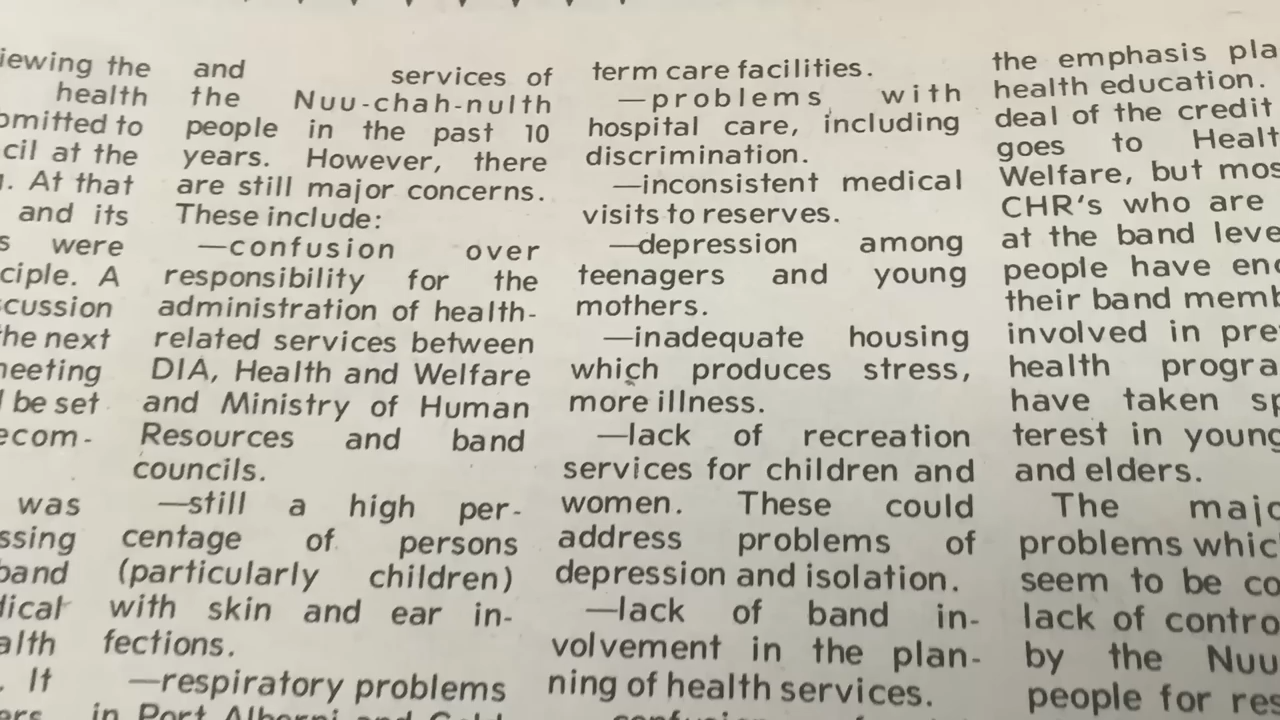 iewing the
health
omitted to
cil at the
. At that
and its
s were
ciple. A
cussion
the next
neeting
be set
ecom-
was
ssing
band
dical
alth
. It
ers
and services of
the Nuu-chah-nulth
people in the past 10
years. However, there
are still major concerns.
These include:
—confusion over
responsibility for the
administration of health-
related services between
DIA, Health and Welfare
and Ministry of Human
Resources and band
councils.
—still a high per-
centage of persons
(particularly children)
with skin and ear in-
fections.
—respiratory problems
in Port Alberni and Gold
term care facilities.
—problems with
hospital care, including
discrimination.
—inconsistent medical
visits to reserves.
—depression among
teenagers and young
mothers.
—inadequate housing
which produces stress,
more illness.
—lack of recreation
services for children and
women. These could
address problems of
depression and isolation.
—lack of band in-
volvement in the plan-
ning of health services.
the emphasis pla
health education.
deal of the credit
goes to Healt
Welfare, but mos
CHR's who are
at the band leve
people have enc
their band memb
involved in pre
health progra
have taken sp
terest in young
and elders.
The majo
problems whic
seem to be co
lack of contro
by the Nuu
people for res